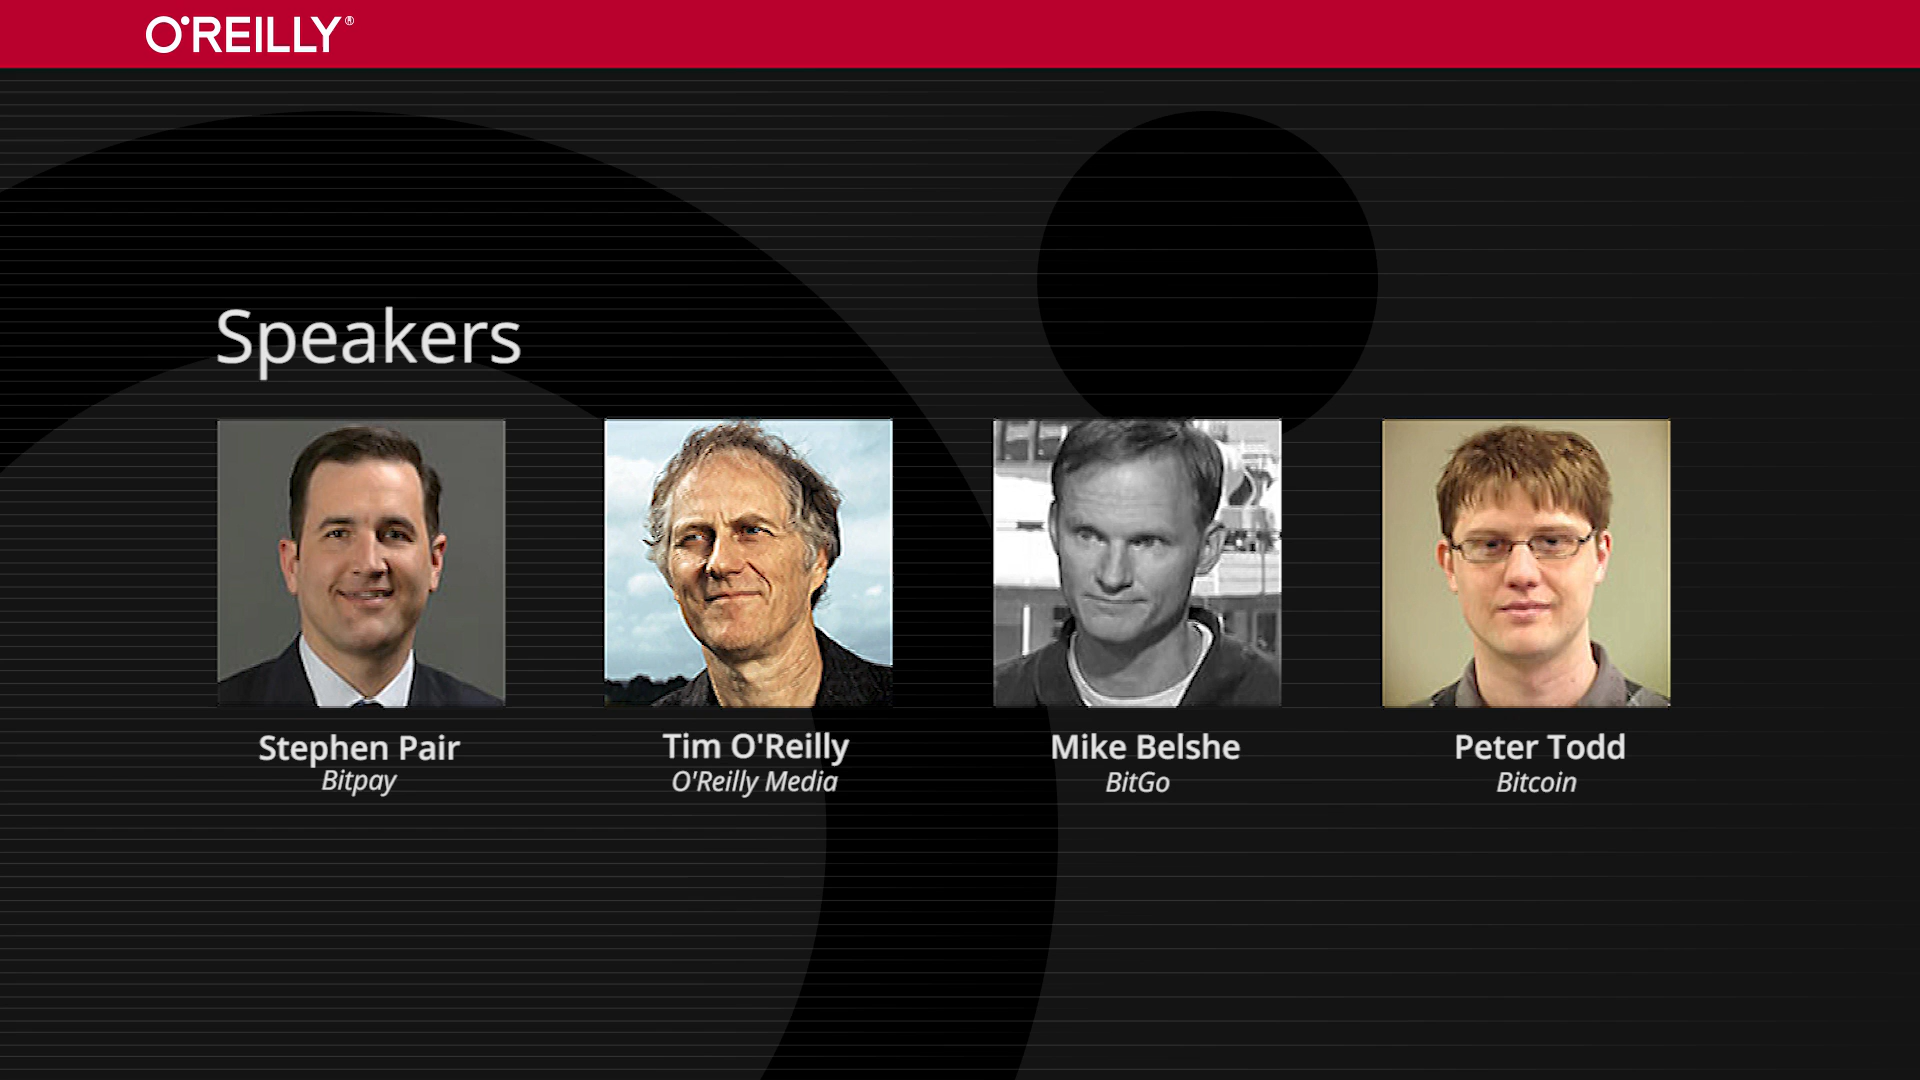 O'REILLY®
Speakers
Stephen Pair
Bitpay
Tim O'Reilly
O'Reilly Media
Mike Belshe
BitGo
Peter Todd
Bitcoin